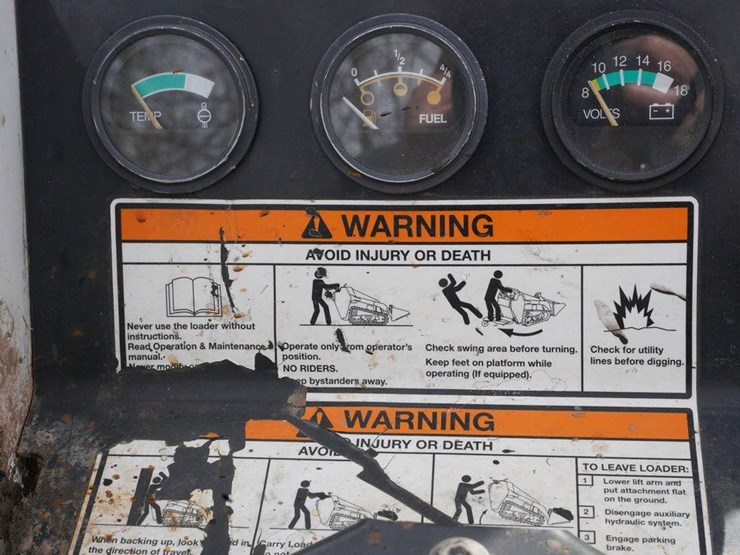 TEMP
0 1/2 4/4
FUEL
8 10 12 14 16 18
VOLTS
WARNING
AVOID INJURY OR DEATH
Never use the loader without
instructions.
Read Operation & Maintenance
manual.
Never
Operate only from operator's
position.
NO RIDERS.
bystanders away.
Check swing area before turning.
Keep feet on platform while
operating (If equipped).
Check for utility
lines before digging.
WARNING
AVOID INJURY OR DEATH
When backing up, look
the direction of travel.
Carry Load
TO LEAVE LOADER:
1 Lower lift arm and
put attachment flat
on the ground.
2 Disengage auxiliary
hydraulic system.
3 Engage parking
brake.